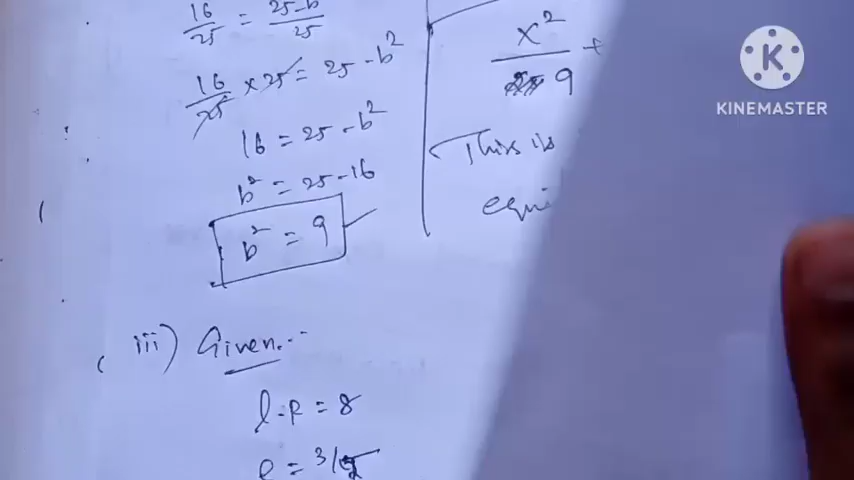 16/25 = 25-b/25
16/25 × 25 = 25 - b²
16 = 25 - b²
b² = 25 - 16
b² = 9
x²/9 +
This is
iii) Given:-
l.R = 8
e = 3/5
K
KINEMASTER